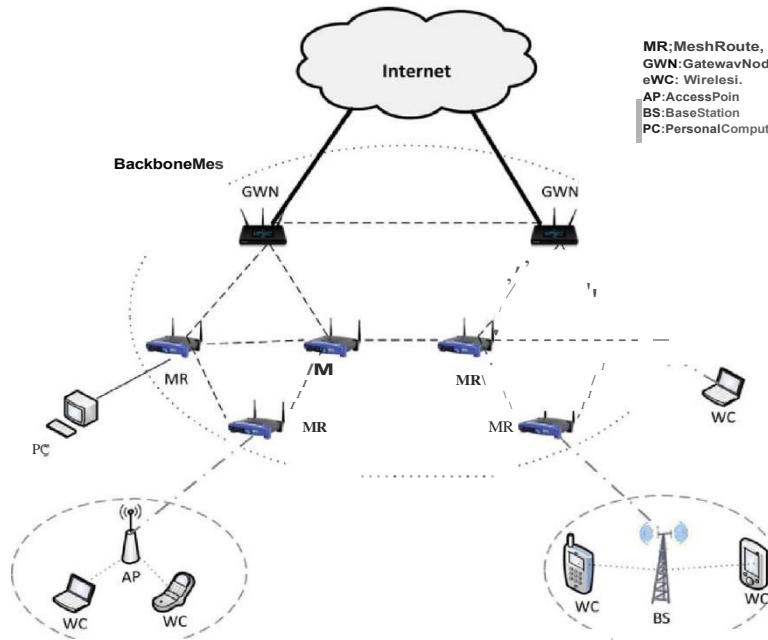 Internet
MR;MeshRoute,
GWN:GatewavNod
eWC: Wirelesi.
AP:AccessPoin
BS:BaseStation
PC:PersonalComput
BackboneMes
GWN
GWN
MR
/M
MR
WC
PC
MR
MR
AP
WC
WC
WC
BS
WC